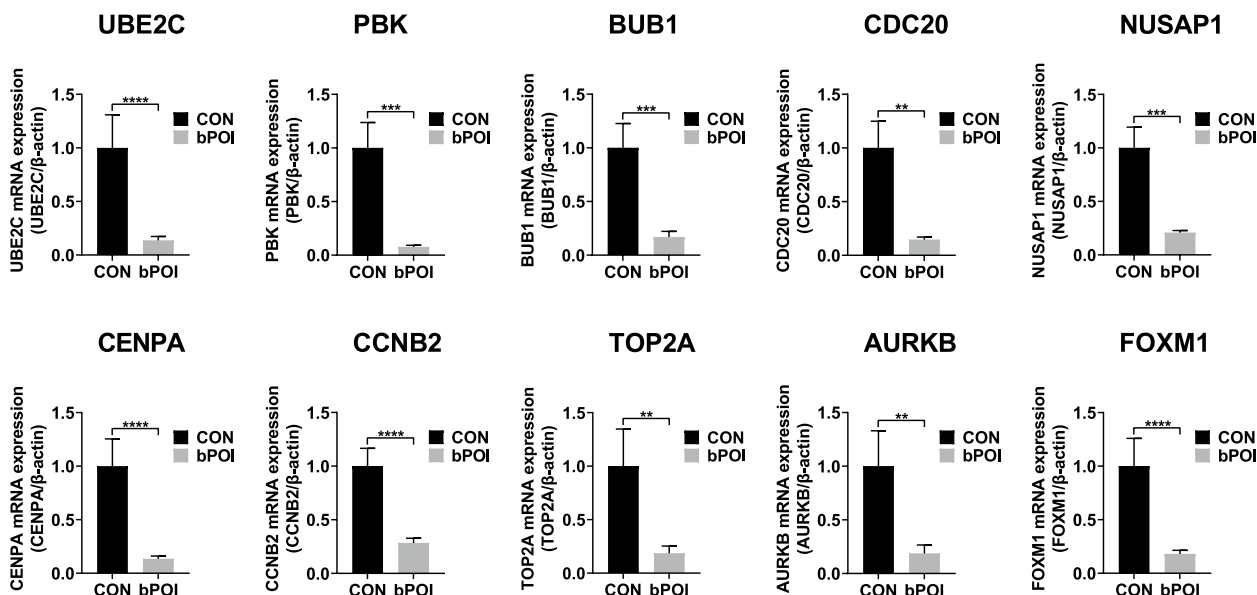 UBE2C
PBK
BUB1
CDC20
NUSAP1
UBE2C mRNA expression
(UBE2C/β-actin)
1.5
1.0
0.5
0.0
****
CON
bPOI
CON bPOI
PBK mRNA expression
(PBK/β-actin)
1.5
1.0
0.5
0.0
***
CON
bPOI
CON bPOI
BUB1 mRNA expression
(BUB1/β-actin)
1.5
1.0
0.5
0.0
***
CON
bPOI
CON bPOI
CDC20 mRNA expression
(CDC20/β-actin)
1.5
1.0
0.5
0.0
**
CON
bPOI
CON bPOI
NUSAP1 mRNA expression
(NUSAP1/β-actin)
1.5
1.0
0.5
0.0
***
CON
bPOI
CON bPOI
CENPA
CCNB2
TOP2A
AURKB
FOXM1
CENPA mRNA expression
(CENPA/β-actin)
1.5
1.0
0.5
0.0
****
CON
bPOI
CON bPOI
CCNB2 mRNA expression
(CCNB2/β-actin)
1.5
1.0
0.5
0.0
****
CON
bPOI
CON bPOI
TOP2A mRNA expression
(TOP2A/β-actin)
1.5
1.0
0.5
0.0
**
CON
bPOI
CON bPOI
AURKB mRNA expression
(AURKB/β-actin)
1.5
1.0
0.5
0.0
**
CON
bPOI
CON bPOI
FOXM1 mRNA expression
(FOXM1/β-actin)
1.5
1.0
0.5
0.0
****
CON
bPOI
CON bPOI